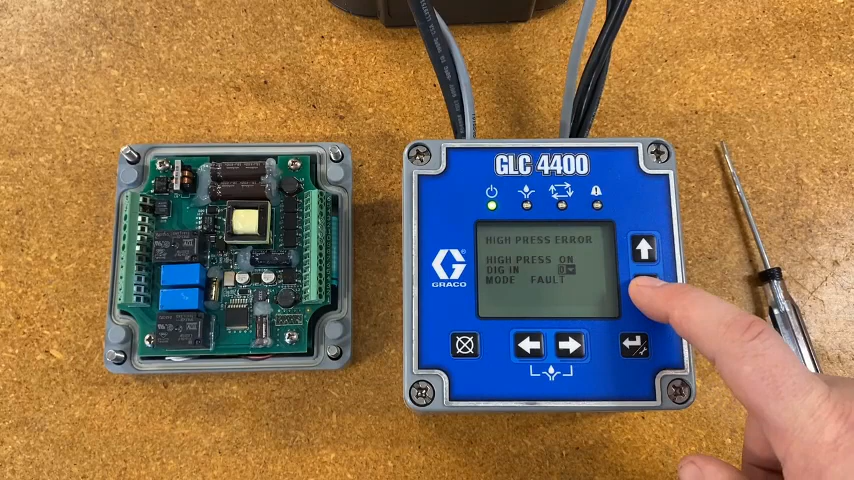 GLC 4400
HIGH PRESS ERROR
HIGH PRESS ON
DIG IN
MODE FAULT
GRACO